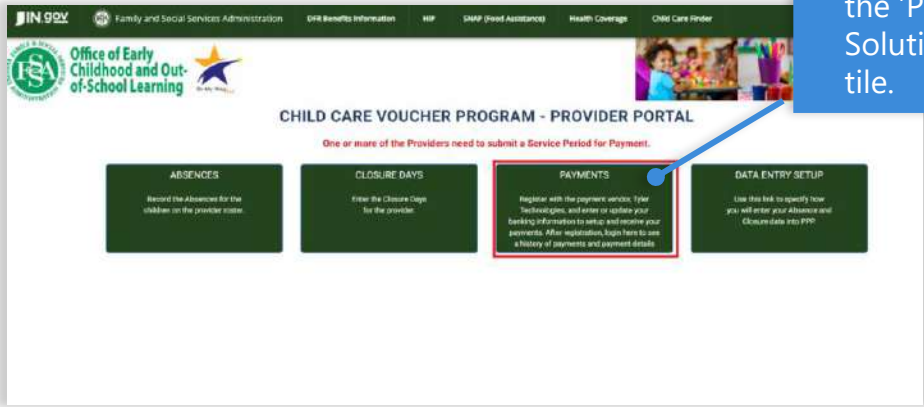 IN.gov
Family and Social Services Administration
DFR Benefits Information
HIP
SNAP (Food Assistance)
Health Coverage
Child Care Finder
the 'P
Soluti
tile.
FSSA
Office of Early
Childhood and Out-
of-School Learning
CHILD CARE VOUCHER PROGRAM - PROVIDER PORTAL
One or more of the Providers need to submit a Service Period for Payment.
ABSENCES
Record the Absences for the
children on the provider roster.
CLOSURE DAYS
Enter the Closure Days
for the provider.
PAYMENTS
Register with the payment vendor, Tyler
Technologies, and enter or update your
banking information to setup and receive your
payments. After registration, login here to see
a history of payments and payment details
DATA ENTRY SETUP
Use this link to specify how
you will enter your Absence and
Closure data into PPP.